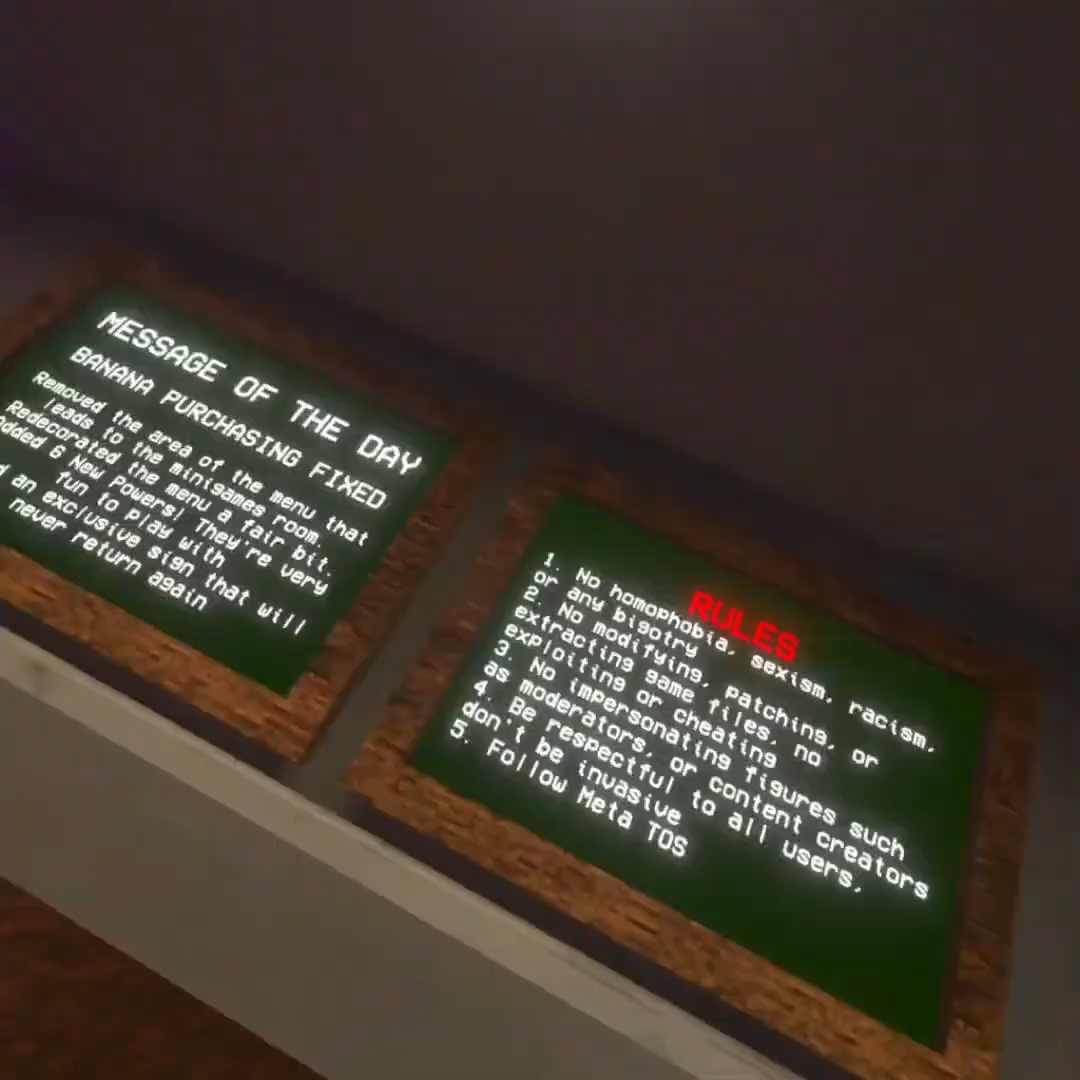 MESSAGE OF THE DAY
BANANA PURCHASING FIXED
Removed the area of the menu that
leads to the minigames room.
Redecorated the menu a fair bit.
added 6 New Powers! They're very
fun to play with
an exclusive sign that will
never return again
RULES
1. No homophobia, sexism, racism,
or any bigotry
2. No modifying, patching, or
extracting game files, no
exploiting or cheating
3. No impersonating figures such
as moderators, or content creators
4. Be respectful to all users,
don't be invasive
5. Follow Meta TOS